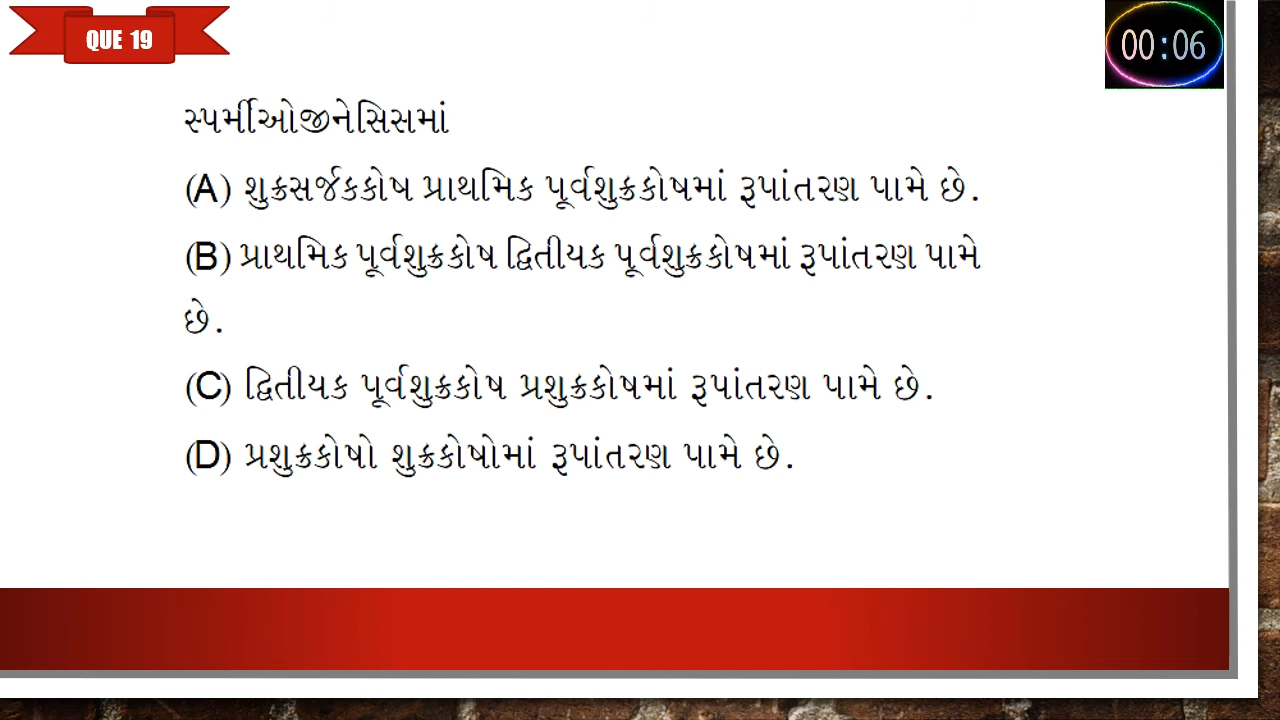 QUE 19
00:06
સ્પર્મીઓજીનેસિસમાં
(A) શુક્રસર્જકકોષ પ્રાથમિક પૂર્વશુક્રકોષમાં રૂપાંતરણ પામે છે.
(B) પ્રાથમિક પૂર્વશુક્રકોષ દ્વિતીયક પૂર્વશુક્રકોષમાં રૂપાંતરણ પામે
છે.
(C) દ્વિતીયક પૂર્વશુક્રકોષ પ્રશુક્રકોષમાં રૂપાંતરણ પામે છે.
(D) પ્રશુક્રકોષો શુક્રકોષોમાં રૂપાંતરણ પામે છે.